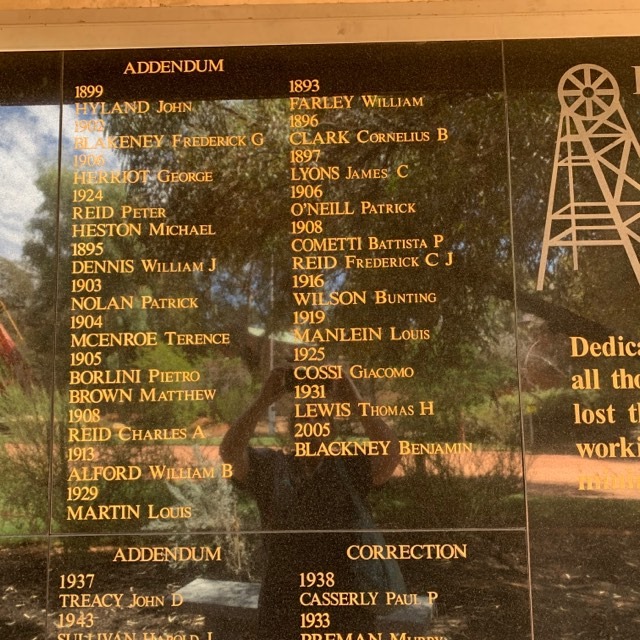 ADDENDUM
1899
HYLAND JOHN
1902
BLAKENEY FREDERICK G
1906
HERRIOT GEORGE
1924
REID PETER
HESTON MICHAEL
1895
DENNIS WILLIAM J
1903
NOLAN PATRICK
1904
MCENROE TERENCE
1905
BORLINI PIETRO
BROWN MATTHEW
1908
REID CHARLES A
1913
ALFORD WILLIAM B
1929
MARTIN LOUIS
1893
FARLEY WILLIAM
1896
CLARK CORNELIUS B
1897
LYONS JAMES C
1906
O'NEILL PATRICK
1908
COMETTI BATTISTA P
REID FREDERICK C J
1916
WILSON BUNTING
1919
MANLEIN LOUIS
1925
COSSI GIACOMO
1931
LEWIS THOMAS H
2005
BLACKNEY BENJAMIN
ADDENDUM
1937
TREACY JOHN D
1943
SULLIVAN HAROLD J
CORRECTION
1938
CASSERLY PAUL P
1933
PREMAN
Dedica
all tho
lost th
worki